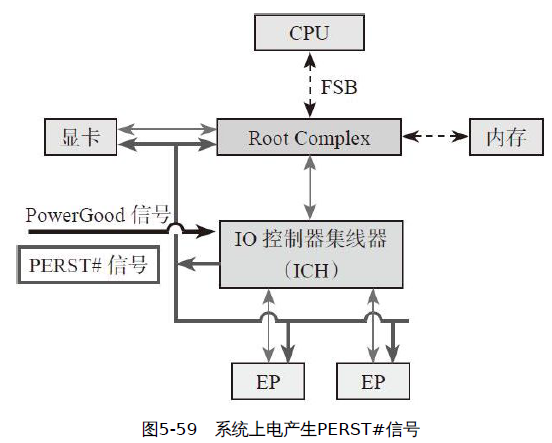 CPU
FSB
显卡
Root Complex
内存
PowerGood 信号
IO 控制器集线器
（ICH）
PERST# 信号
EP
EP
图5-59 系统上电产生PERST#信号